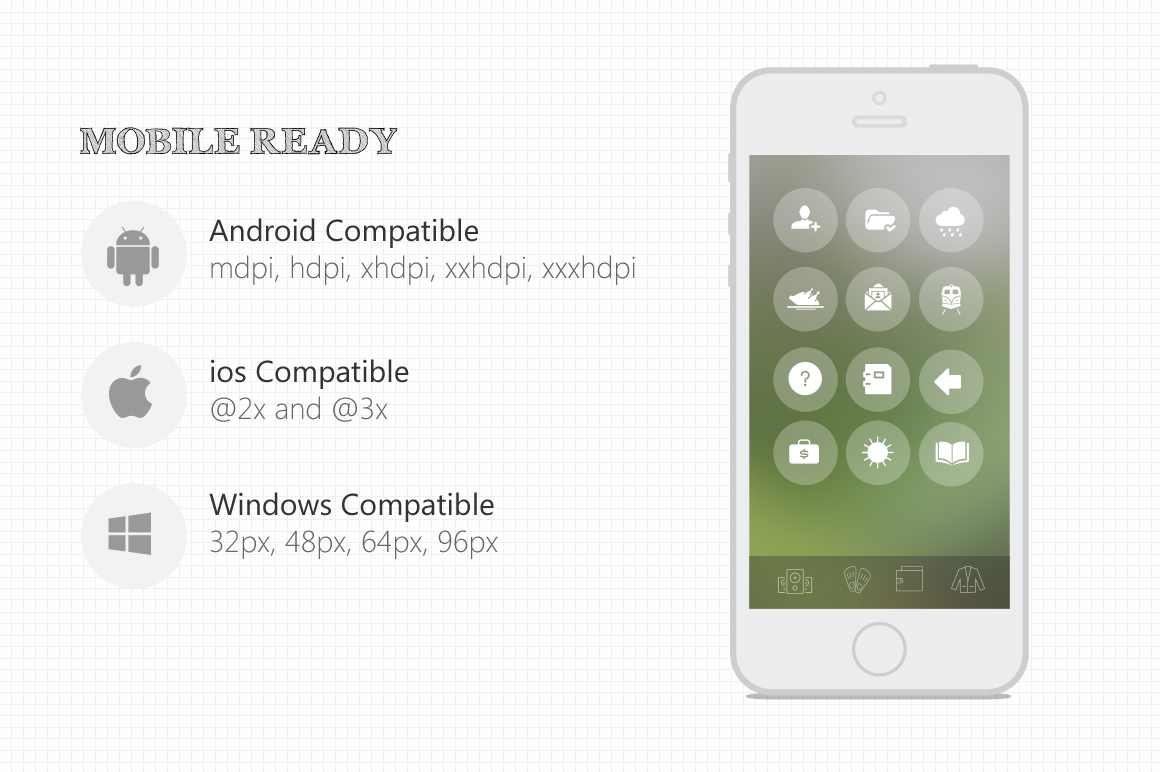 MOBILE READY
Android Compatible
mdpi, hdpi, xhdpi, xxhdpi, xxxhdpi
ios Compatible
@2x and @3x
Windows Compatible
32px, 48px, 64px, 96px
?
$